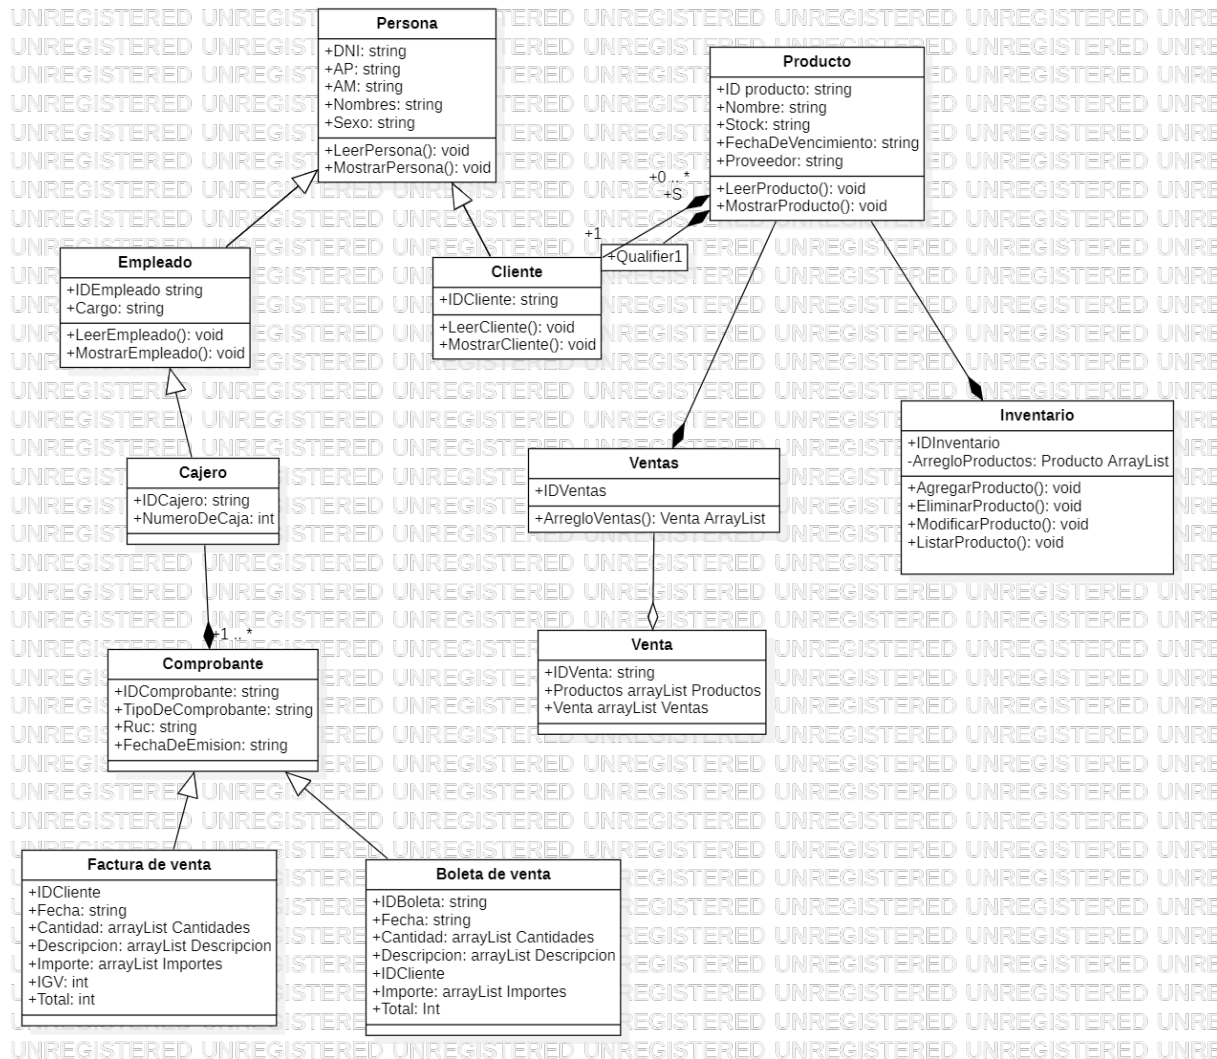 Persona
+DNI: string
+AP: string
+AM: string
+Nombres: string
+Sexo: string
+LeerPersona(): void
+MostrarPersona(): void
Producto
+ID producto: string
+Nombre: string
+Stock: string
+FechaDeVencimiento: string
+Proveedor: string
+LeerProducto(): void
+MostrarProducto(): void
+0 .. *
+S
+1
+Qualifier1
Empleado
+IDEmpleado string
+Cargo: string
+LeerEmpleado(): void
+MostrarEmpleado(): void
Cliente
+IDCliente: string
+LeerCliente(): void
+MostrarCliente(): void
Cajero
+IDCajero: string
+NumeroDeCaja: int
Ventas
+IDVentas
+ArregloVentas(): Venta ArrayList
Inventario
+IDInventario
-ArregloProductos: Producto ArrayList
+AgregarProducto(): void
+EliminarProducto(): void
+ModificarProducto(): void
+ListarProducto(): void
+1 .. *
Comprobante
+IDComprobante: string
+TipoDeComprobante: string
+Ruc: string
+FechaDeEmision: string
Venta
+IDVenta: string
+Productos arrayList Productos
+Venta arrayList Ventas
Factura de venta
+IDCliente
+Fecha: string
+Cantidad: arrayList Cantidades
+Descripcion: arrayList Descripcion
+Importe: arrayList Importes
+IGV: int
+Total: int
Boleta de venta
+IDBoleta: string
+Fecha: string
+Cantidad: arrayList Cantidades
+Descripcion: arrayList Descripcion
+IDCliente
+Importe: arrayList Importes
+Total: Int
UNREGISTERED